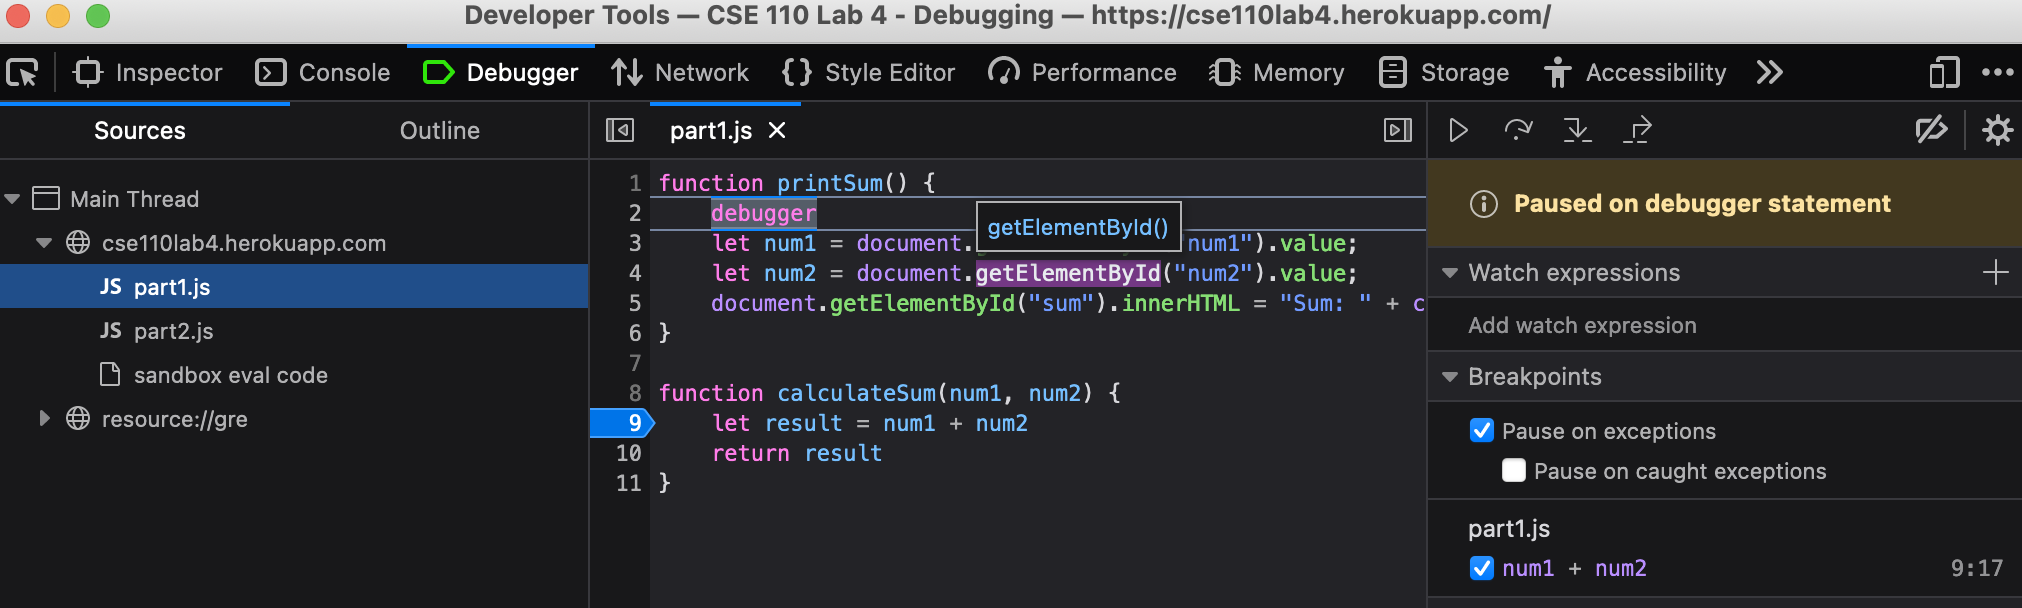 Developer Tools — CSE 110 Lab 4 - Debugging — https://cse110lab4.herokuapp.com/
Inspector Console Debugger Network Style Editor Performance Memory Storage Accessibility
Sources Outline
Main Thread
cse110lab4.herokuapp.com
JS part1.js
JS part2.js
sandbox eval code
resource://gre
part1.js
1 function printSum() {
2 debugger
getElementById()
3 let num1 = document. "num1").value;
4 let num2 = document.getElementById("num2").value;
5 document.getElementById("sum").innerHTML = "Sum: " + c
6 }
7
8 function calculateSum(num1, num2) {
9 let result = num1 + num2
10 return result
11 }
Paused on debugger statement
Watch expressions
Add watch expression
Breakpoints
Pause on exceptions
Pause on caught exceptions
part1.js
num1 + num2 9:17